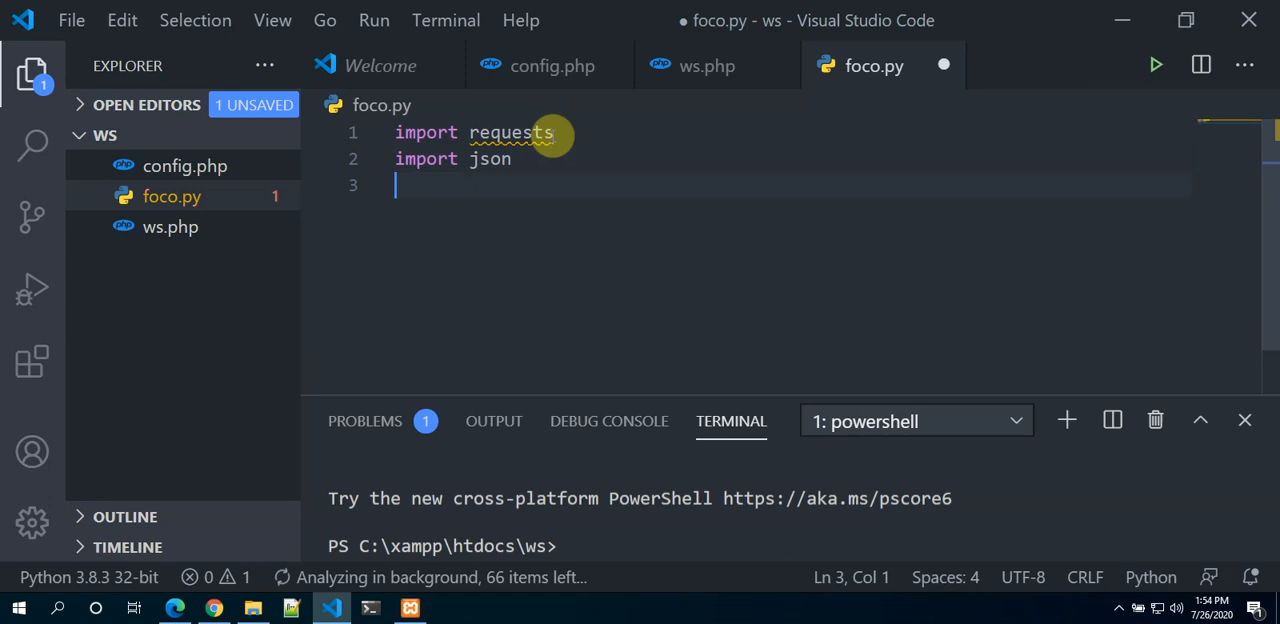 File Edit Selection View Go Run Terminal Help ● foco.py - ws - Visual Studio Code
EXPLORER ··· Welcome config.php ws.php foco.py ···
OPEN EDITORS 1 UNSAVED
WS
config.php
foco.py 1
ws.php
OUTLINE
TIMELINE
foco.py
1 import requests
2 import json
3
PROBLEMS 1 OUTPUT DEBUG CONSOLE TERMINAL 1: powershell
Try the new cross-platform PowerShell https://aka.ms/pscore6
PS C:\xampp\htdocs\ws>
Python 3.8.3 32-bit 0 1 Analyzing in background, 66 items left... Ln 3, Col 1 Spaces: 4 UTF-8 CRLF Python
1:54 PM
7/26/2020
1